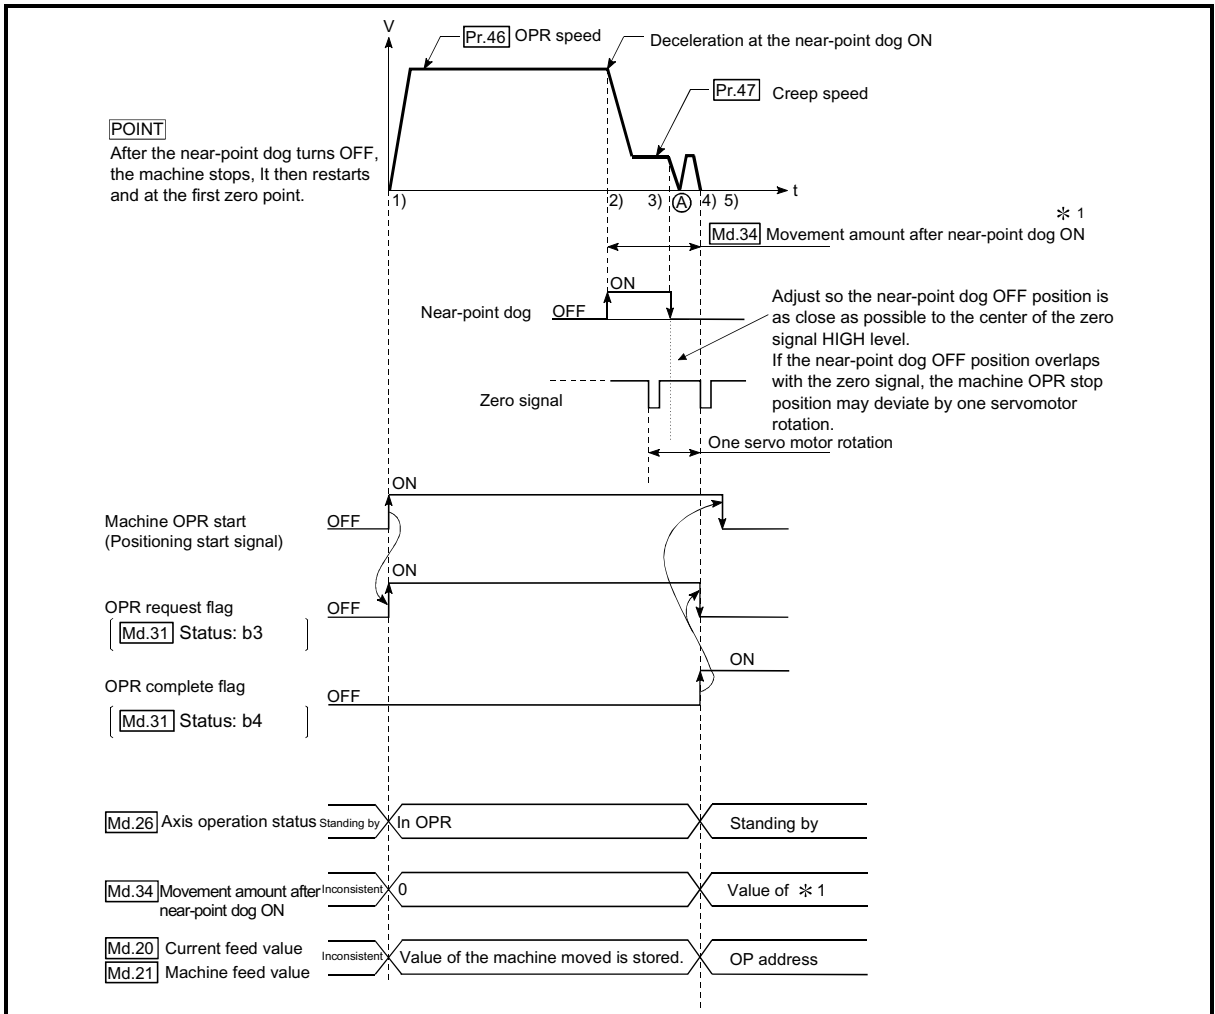 V
Pr.46 OPR speed
Deceleration at the near-point dog ON
Pr.47 Creep speed
POINT
After the near-point dog turns OFF,
the machine stops, It then restarts
and at the first zero point.
t
1) 2) 3) A 4) 5)
Md.34 Movement amount after near-point dog ON ＊1
ON
Near-point dog OFF
Adjust so the near-point dog OFF position is
as close as possible to the center of the zero
signal HIGH level.
If the near-point dog OFF position overlaps
with the zero signal, the machine OPR stop
position may deviate by one servomotor
rotation.
Zero signal
One servo motor rotation
ON
Machine OPR start OFF
(Positioning start signal)
ON
OPR request flag OFF
[ Md.31 Status: b3 ]
ON
OPR complete flag OFF
[ Md.31 Status: b4 ]
Md.26 Axis operation status Standing by In OPR Standing by
Md.34 Movement amount after Inconsistent 0 Value of ＊1
near-point dog ON
Md.20 Current feed value
Inconsistent Value of the machine moved is stored. OP address
Md.21 Machine feed value